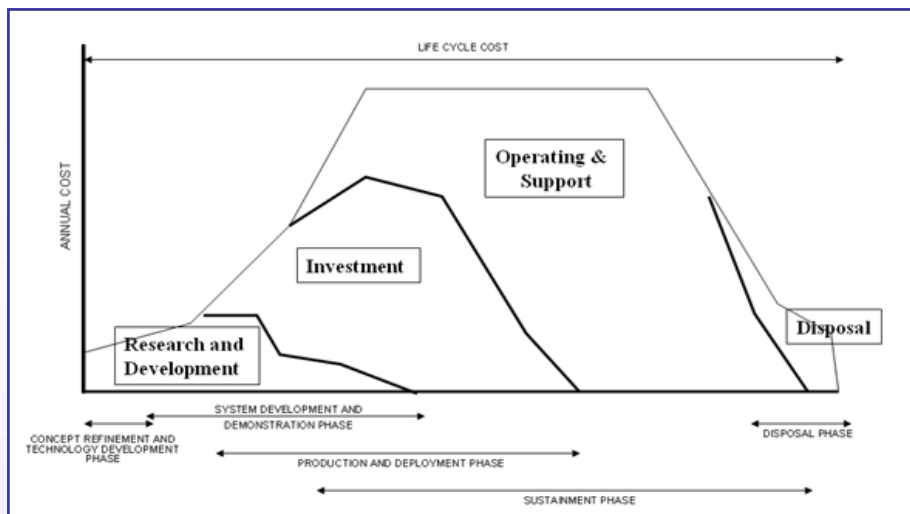 LIFE CYCLE COST
ANNUAL COST
Operating &
Support
Investment
Research and
Development
Disposal
SYSTEM DEVELOPMENT AND
DEMONSTRATION PHASE
CONCEPT REFINEMENT AND
TECHNOLOGY DEVELOPMENT
PHASE
DISPOSAL PHASE
PRODUCTION AND DEPLOYMENT PHASE
SUSTAINMENT PHASE